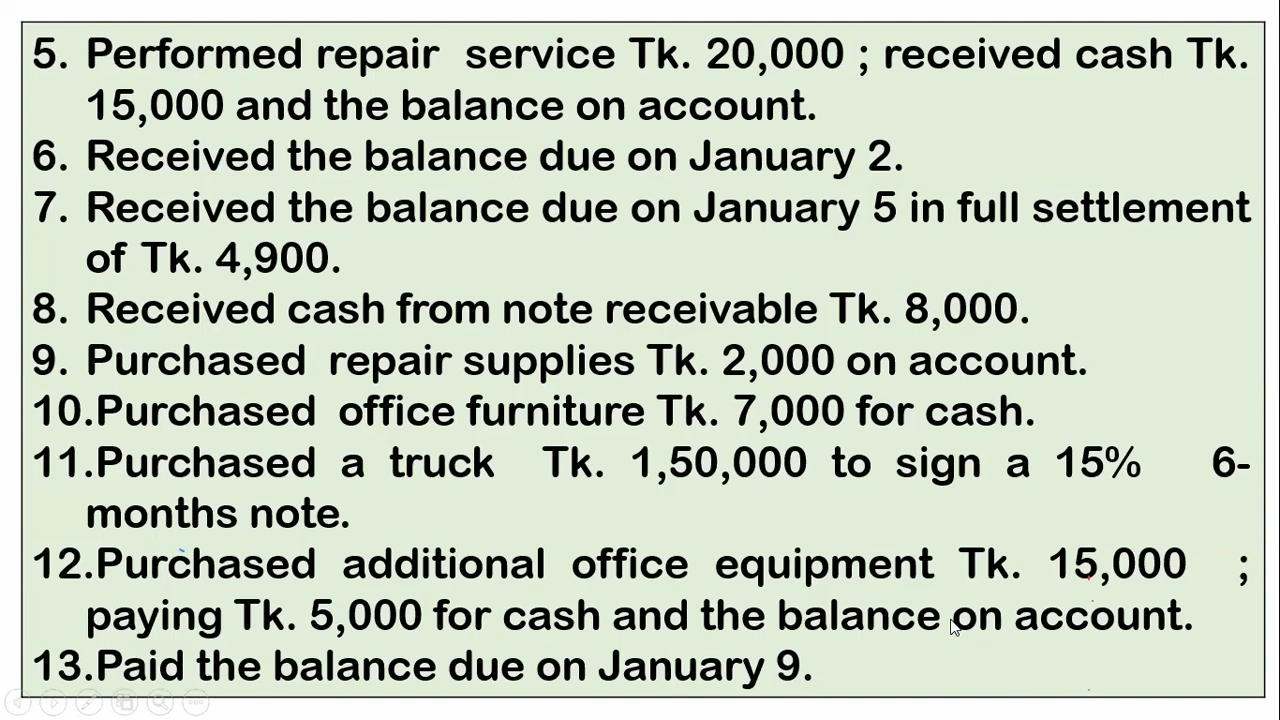 5. Performed repair service Tk. 20,000 ; received cash Tk.
15,000 and the balance on account.
6. Received the balance due on January 2.
7. Received the balance due on January 5 in full settlement
of Tk. 4,900.
8. Received cash from note receivable Tk. 8,000.
9. Purchased repair supplies Tk. 2,000 on account.
10.Purchased office furniture Tk. 7,000 for cash.
11.Purchased a truck Tk. 1,50,000 to sign a 15% 6-
months note.
12.Purchased additional office equipment Tk. 15,000 ;
paying Tk. 5,000 for cash and the balance on account.
13.Paid the balance due on January 9.